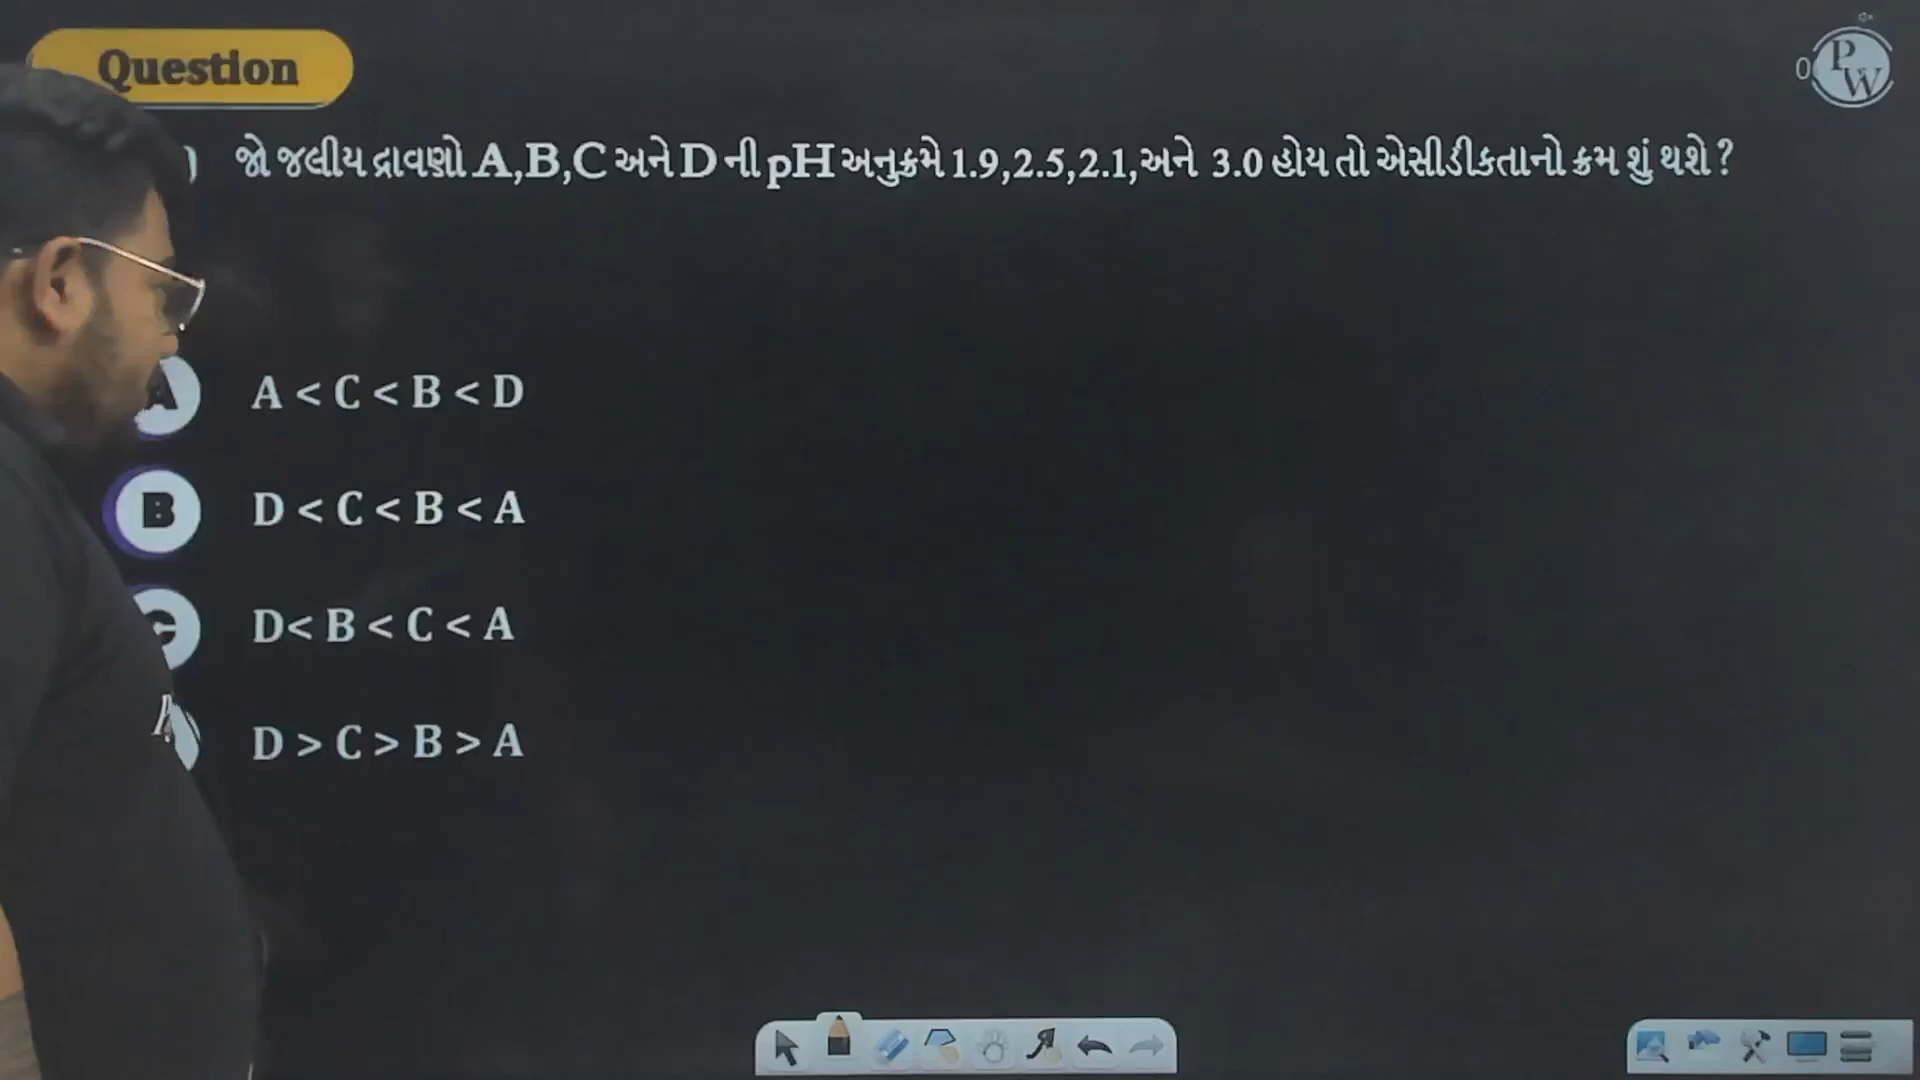 Question
જો જલીય દ્રાવણો A,B,C અને D ની pH અનુક્રમે 1.9,2.5,2.1,અને 3.0 હોય તો એસીડીકતાનો ક્રમ શું થશે ?
A A < C < B < D
B D < C < B < A
C D< B < C < A
D > C > B > A
PW